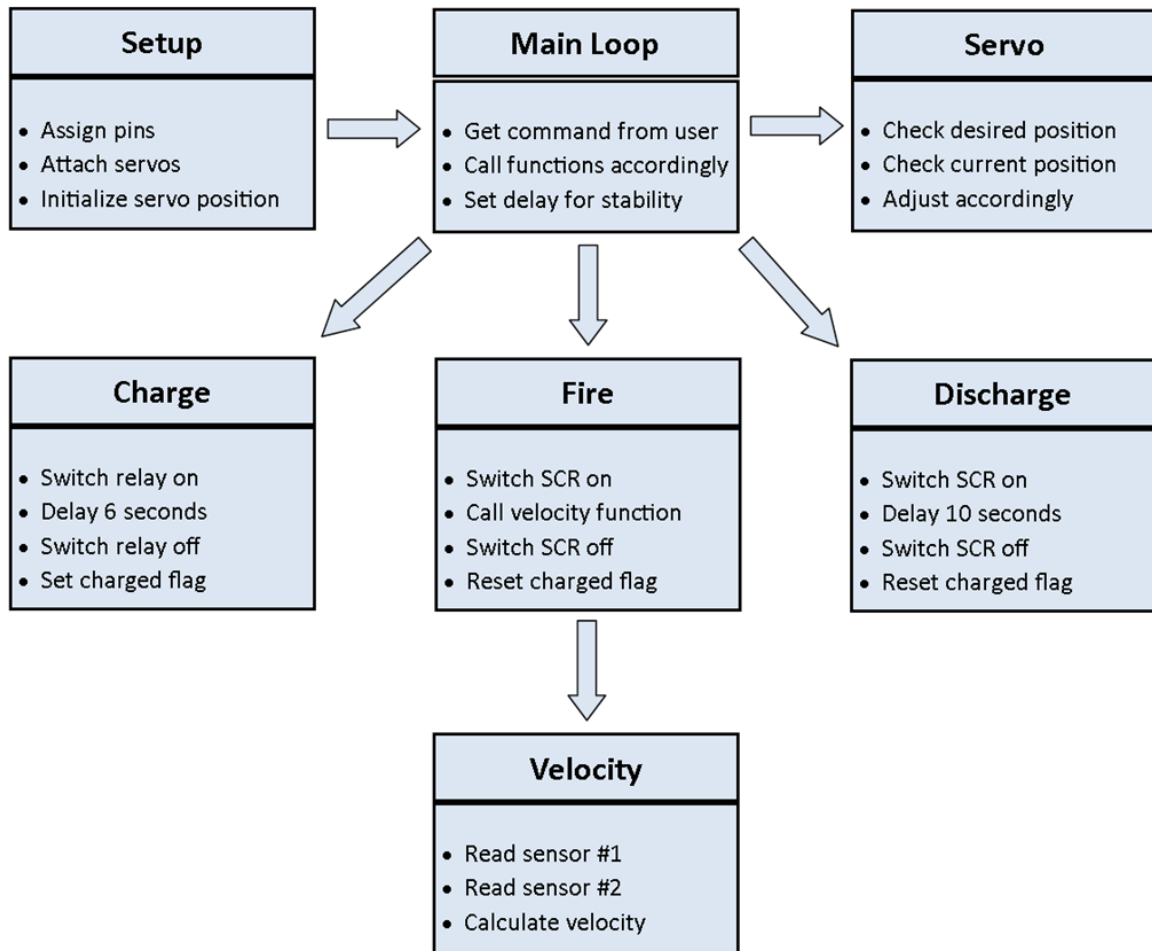 Setup
• Assign pins
• Attach servos
• Initialize servo position
Main Loop
• Get command from user
• Call functions accordingly
• Set delay for stability
Servo
• Check desired position
• Check current position
• Adjust accordingly
Charge
• Switch relay on
• Delay 6 seconds
• Switch relay off
• Set charged flag
Fire
• Switch SCR on
• Call velocity function
• Switch SCR off
• Reset charged flag
Discharge
• Switch SCR on
• Delay 10 seconds
• Switch SCR off
• Reset charged flag
Velocity
• Read sensor #1
• Read sensor #2
• Calculate velocity